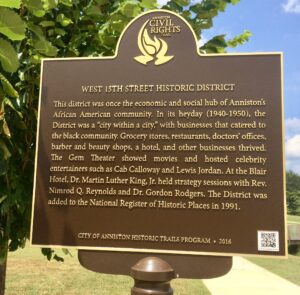 ANNISTON
CIVIL
RIGHTS
TRAIL
WEST 15TH STREET HISTORIC DISTRICT
This district was once the economic and social hub of Anniston's
African American community. In its heyday (1940-1950), the
District was a "city within a city," with businesses that catered to
the black community. Grocery stores, restaurants, doctors' offices,
barber and beauty shops, a hotel, and other businesses thrived.
The Gem Theater showed movies and hosted celebrity
entertainers such as Cab Calloway and Lewis Jordan. At the Blair
Hotel, Dr. Martin Luther King, Jr. held strategy sessions with Rev.
Nimrod Q. Reynolds and Dr. Gordon Rodgers. The District was
added to the National Register of Historic Places in 1991.
CITY OF ANNISTON HISTORIC TRAILS PROGRAM • 2016